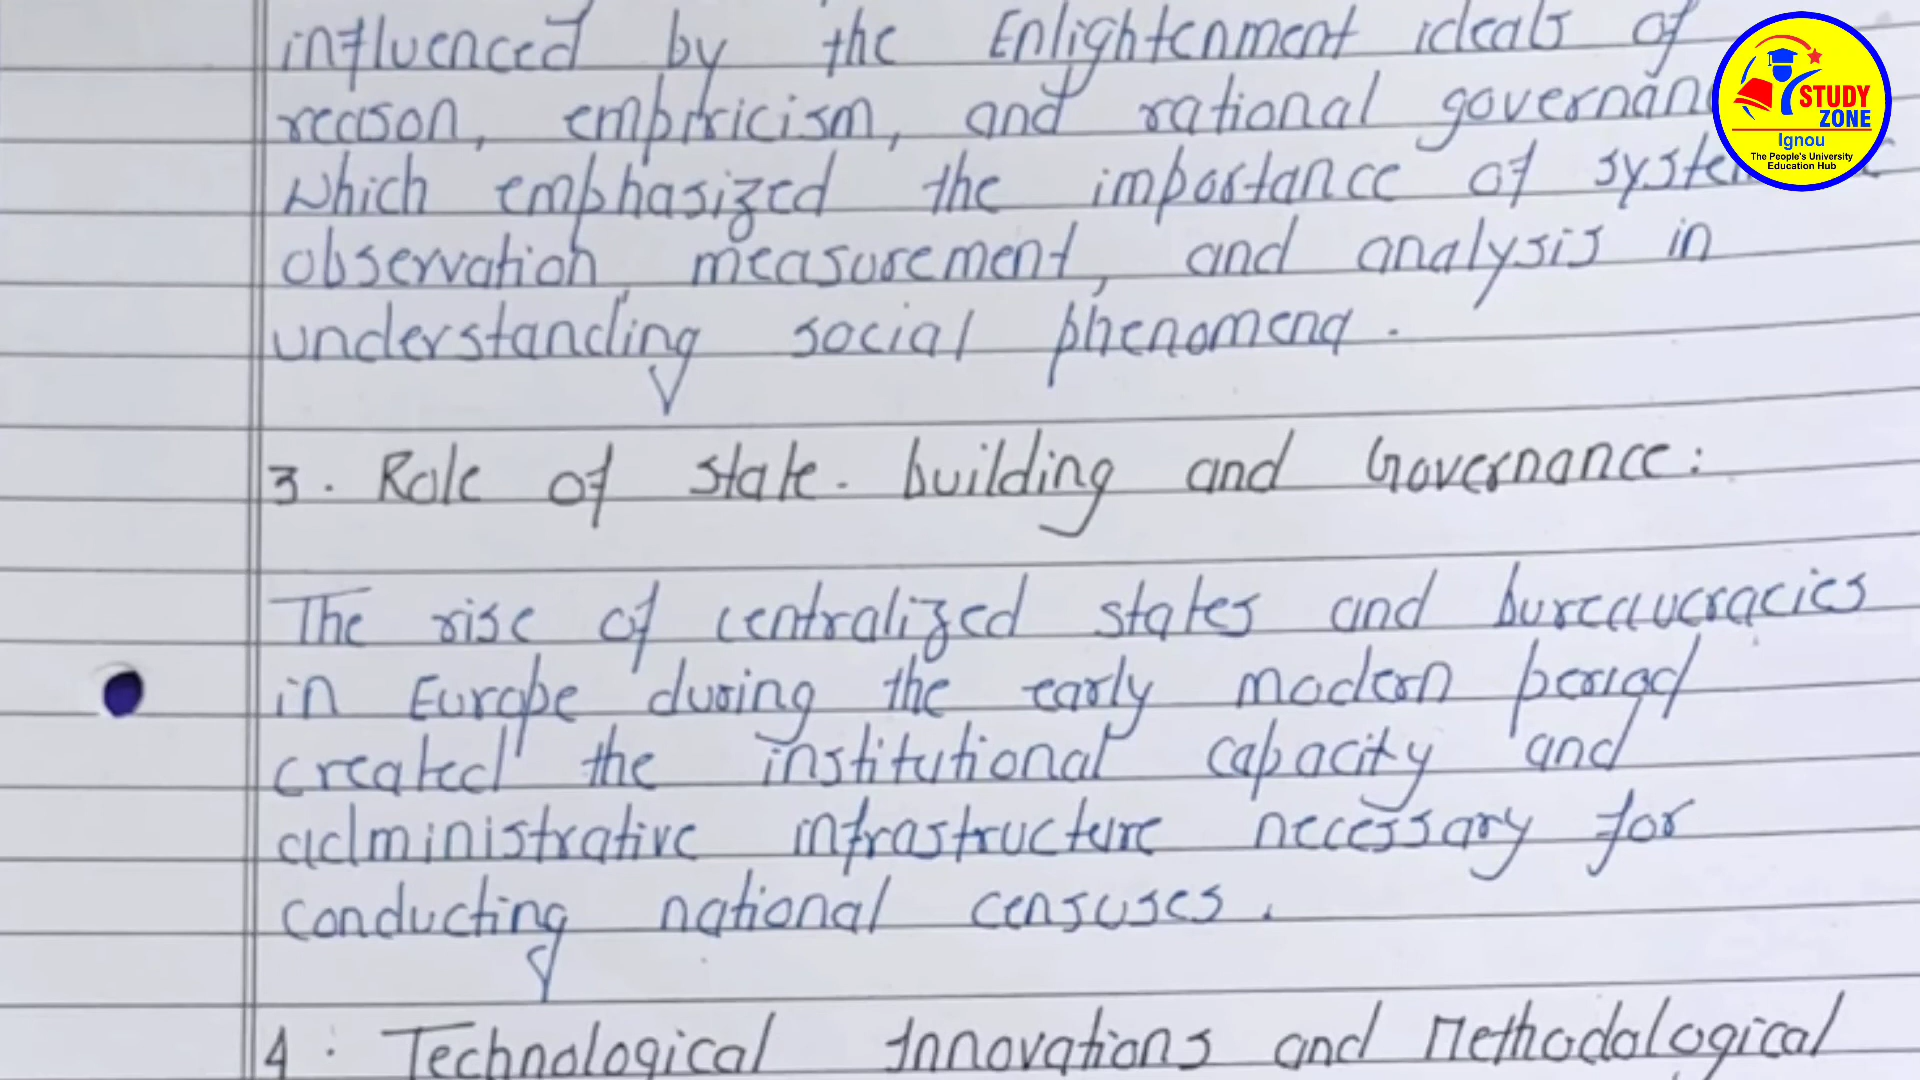 influenced by the Enlightenment ideals of
reason, empiricism, and rational governan
which emphasized the importance of syste
observation, measurement, and analysis in
understanding social phenomena.
3. Role of state-building and Governance:
The rise of centralized states and bureaucracies
in Europe during the early modern period
created the institutional capacity and
administrative infrastructure necessary for
conducting national censuses.
4. Technological Innovations and Methodological
STUDY
ZONE
Ignou
The People's University
Education Hub